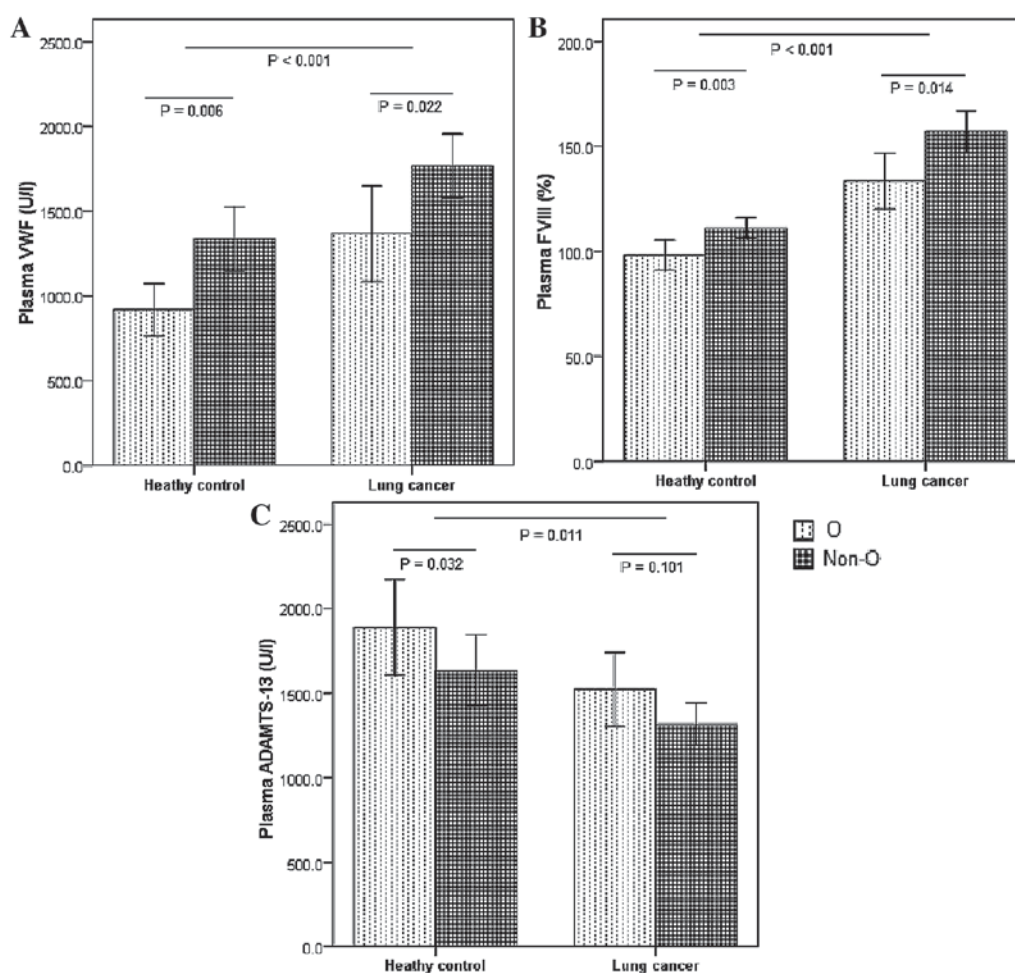 A
2500.0
2000.0
1500.0
1000.0
500.0
0.0
Plasma VWF (U/l)
P < 0.001
P = 0.006
P = 0.022
Heathy control
Lung cancer
B
200.0
150.0
100.0
50.0
0.0
Plasma FVIII (%)
P < 0.001
P = 0.003
P = 0.014
Heathy control
Lung cancer
C
2500.0
2000.0
1500.0
1000.0
500.0
0.0
Plasma ADAMTS-13 (U/l)
P = 0.011
P = 0.032
P = 0.101
Heathy control
Lung cancer
O
Non-O